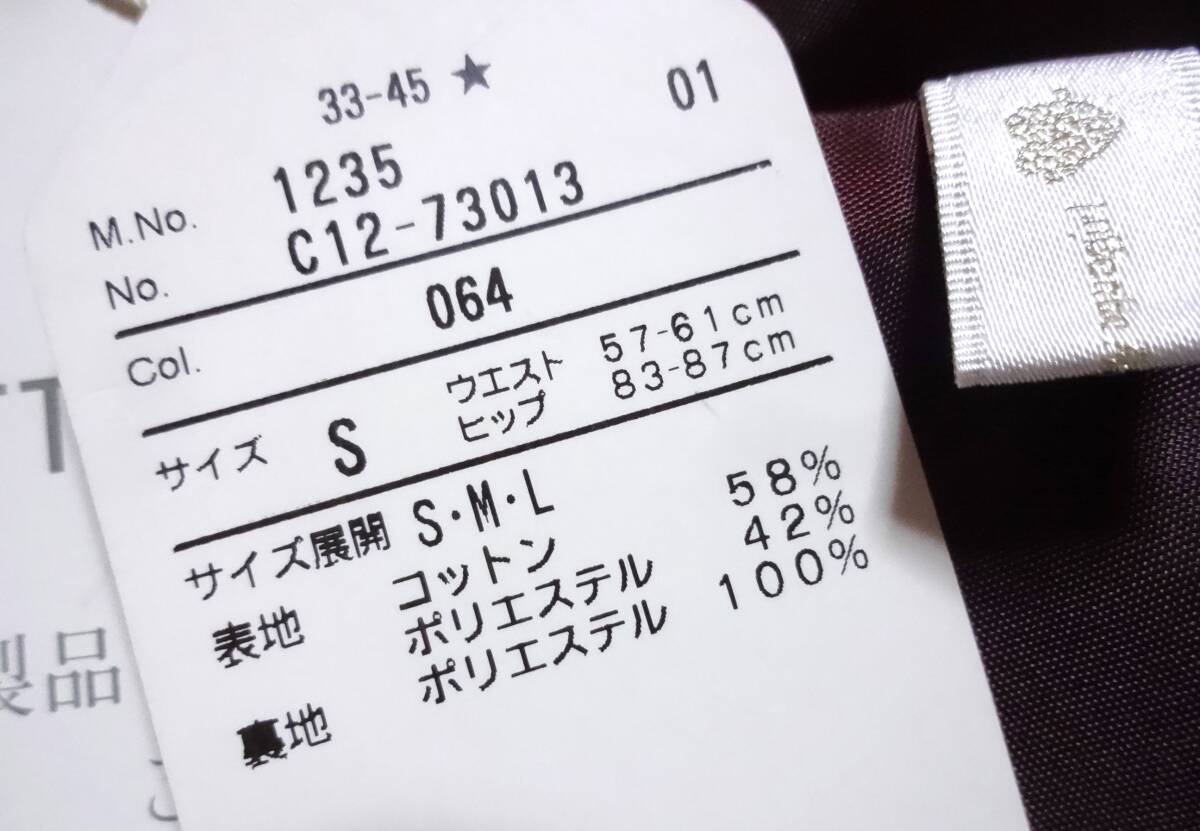 33-45 ★ 01
M.No. 1235
No. C12-73013
Col. 064
サイズ S ウエスト 57-61cm
ヒップ 83-87cm
サイズ展開 S・M・L
表地 コットン 58%
ポリエステル 42%
裏地 ポリエステル 100%
製品